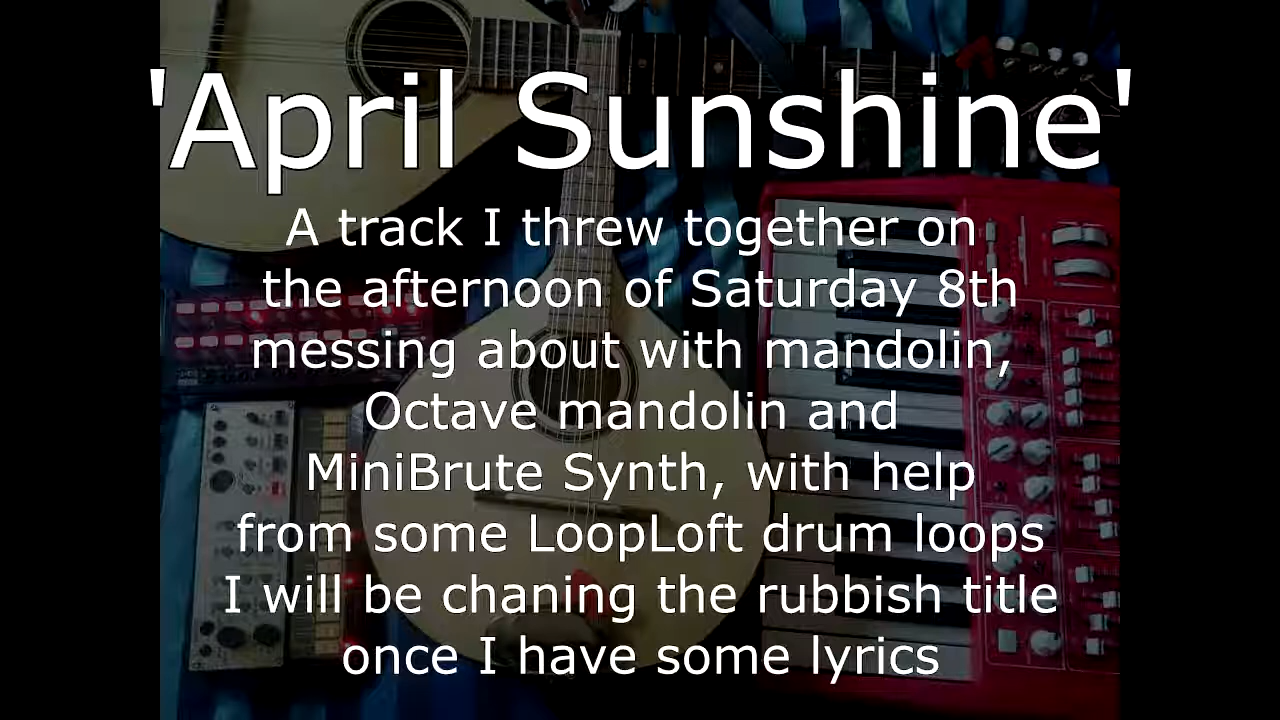 'April Sunshine'
A track I threw together on
the afternoon of Saturday 8th
messing about with mandolin,
Octave mandolin and
MiniBrute Synth, with help
from some LoopLoft drum loops
I will be chaning the rubbish title
once I have some lyrics